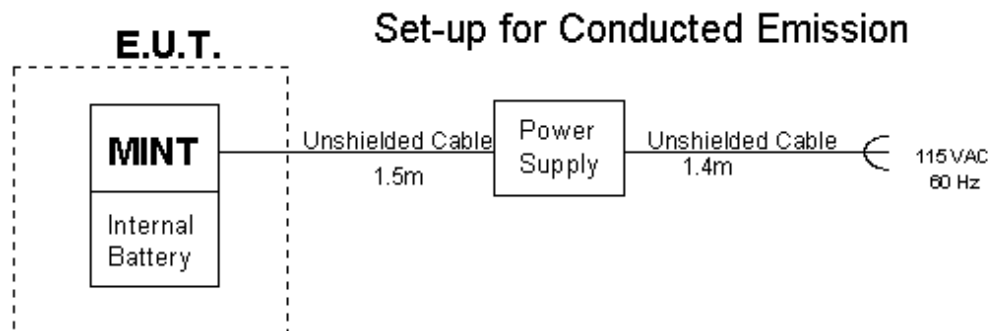 Set-up for Conducted Emission
E.U.T.
MINT
Internal
Battery
Unshielded Cable
1.5m
Power
Supply
Unshielded Cable
1.4m
115 VAC
60 Hz